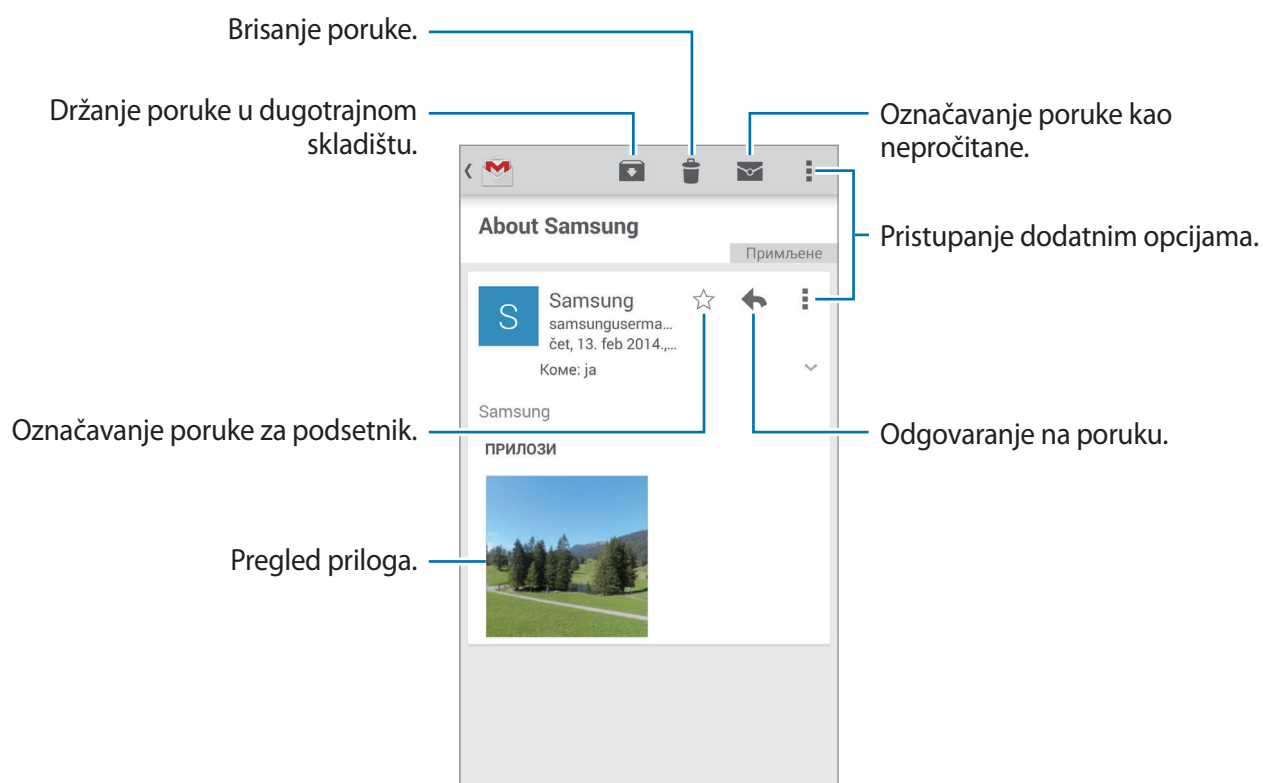 Brisanje poruke.
Držanje poruke u dugotrajnom
skladištu.
Označavanje poruke kao
nepročitane.
About Samsung
Примљене
Pristupanje dodatnim opcijama.
S
Samsung
samsunguserma...
čet, 13. feb 2014.,...
Коме: ja
Samsung
Označavanje poruke za podsetnik.
Odgovaranje na poruku.
ПРИЛОЗИ
Pregled priloga.